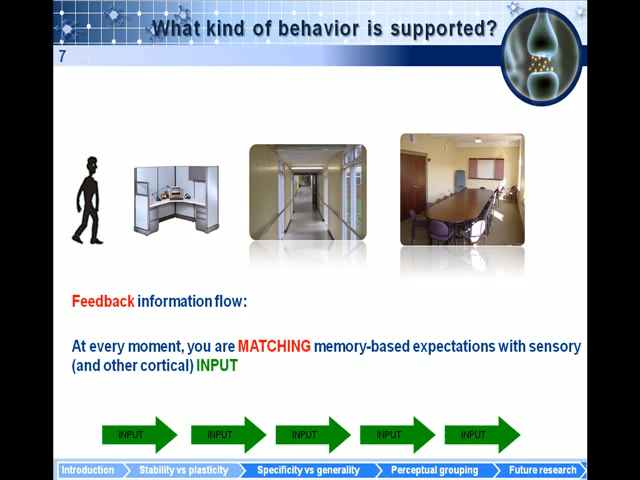 What kind of behavior is supported?
7
Feedback information flow:
At every moment, you are MATCHING memory-based expectations with sensory
(and other cortical) INPUT
INPUT INPUT INPUT INPUT INPUT
Introduction Stability vs plasticity Specificity vs generality Perceptual grouping Future research